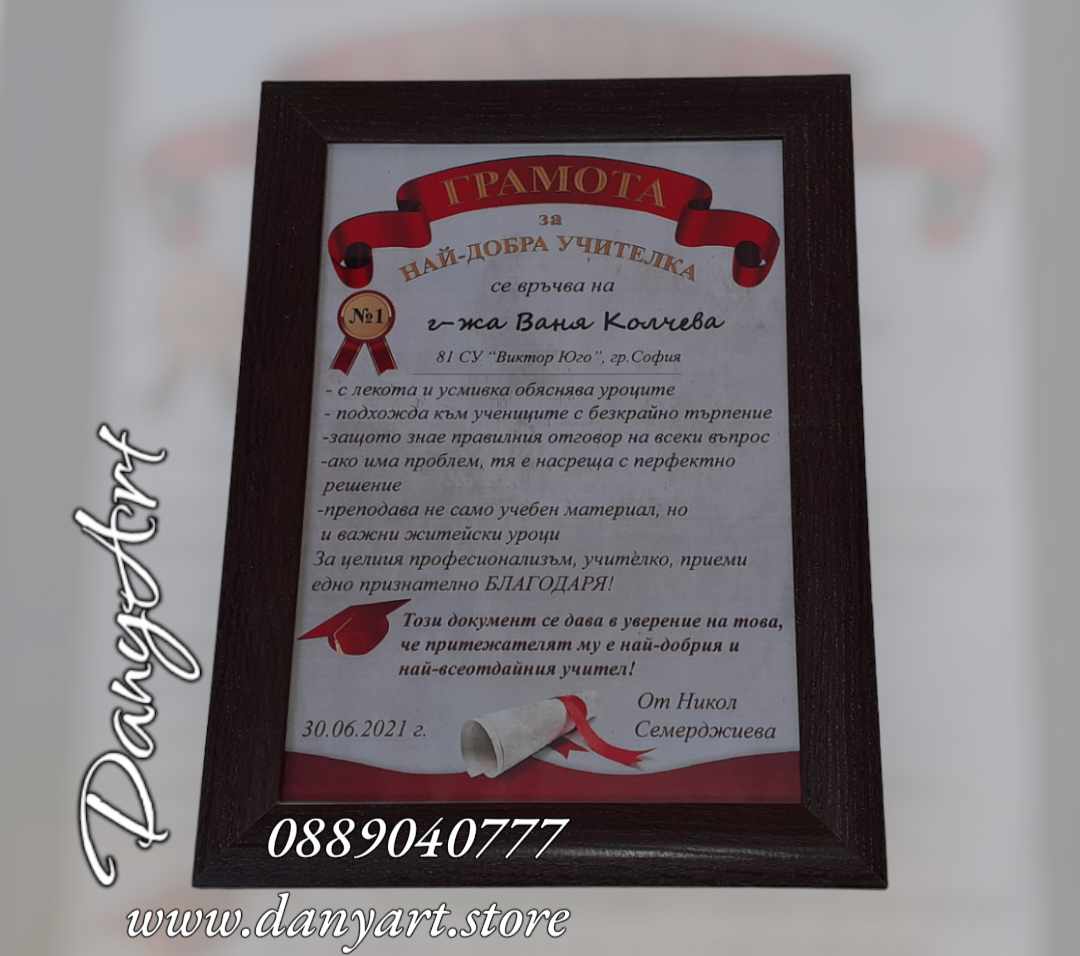 ГРАМОТА
за
НАЙ-ДОБРА УЧИТЕЛКА
се връчва на
№1
г-жа Ваня Колчева
81 СУ "Виктор Юго", гр.София
- с лекота и усмивка обяснява уроците
- подхожда към учениците с безкрайно търпение
-защото знае правилния отговор на всеки въпрос
-ако има проблем, тя е насреща с перфектно
решение
-преподава не само учебен материал, но
и важни житейски уроци
За целия професионализъм, учителко, приеми
едно признателно БЛАГОДАРЯ!
Този документ се дава в уверение на това,
че притежателят му е най-добрия и
най-всеотдайния учител!
От Никол
Семерджиева
30.06.2021 г.
DanyArt
0889040777
www.danyart.store